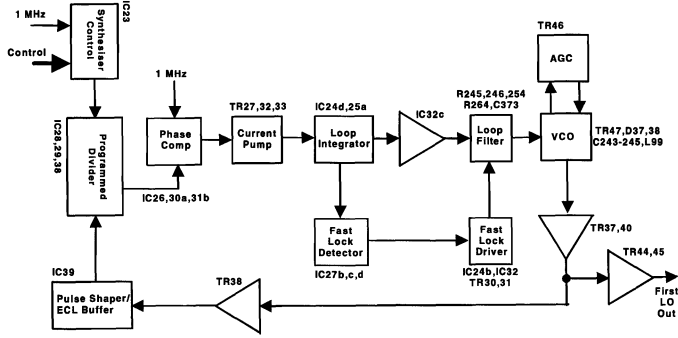 IC23
1 MHz
Synthesiser
Control
Control
TR46
AGC
1 MHz
IC28,29,38
Programmed
Divider
Phase
Comp
IC26,30a,31b
TR27,32,33
Current
Pump
IC24d,25a
Loop
Integrator
IC32c
R245,246,254
R264,C373
Loop
Filter
VCO
TR47,D37,38
C243-245,L99
Fast
Lock
Detector
IC27b,c,d
Fast
Lock
Driver
IC24b,IC32
TR30,31
TR37,40
TR44,45
First
LO
Out
IC39
Pulse Shaper/
ECL Buffer
TR38